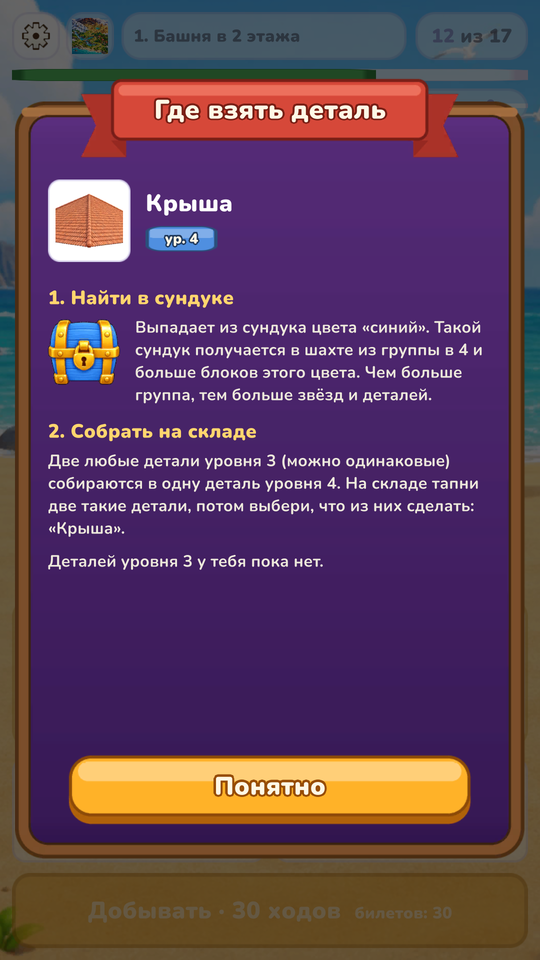 1. Башня в 2 этажа
12 из 17
Где взять деталь
Крыша
ур. 4
1. Найти в сундуке
Выпадает из сундука цвета «синий». Такой
сундук получается в шахте из группы в 4 и
больше блоков этого цвета. Чем больше
группа, тем больше звёзд и деталей.
2. Собрать на складе
Две любые детали уровня 3 (можно одинаковые)
собираются в одну деталь уровня 4. На складе тапни
две такие детали, потом выбери, что из них сделать:
«Крыша».
Деталей уровня 3 у тебя пока нет.
Понятно
Добывать · 30 ходов билетов: 30